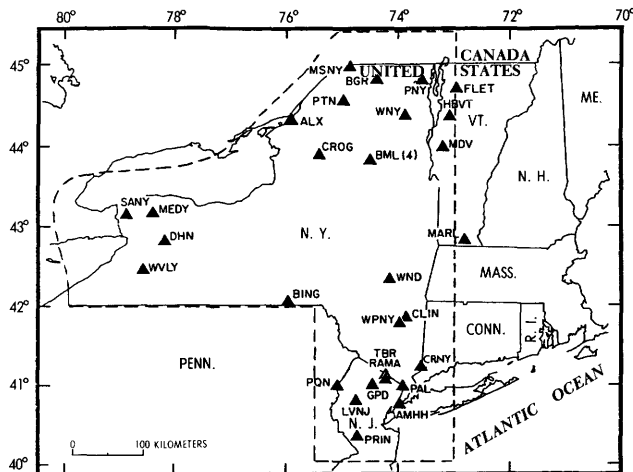 80° 78° 76° 74° 72° 70°
45°
44°
43°
42°
41°
40°
CANADA
UNITED STATES
MSNY
BGR
PNY
FLET
PTN
HBVT
WNY
VT.
ME.
ALX
MDV
CROG
BML (4)
N. H.
SANY
MEDY
DHN
N. Y.
MARL
WVLY
WND
MASS.
BING
CLIN
WPNY
CONN.
R. I.
TBR
RAMA
CRNY
PENN.
PQN
GPD
PAL
LVNJ
AMHH
N. J.
PRIN
ATLANTIC OCEAN
0 100 KILOMETERS